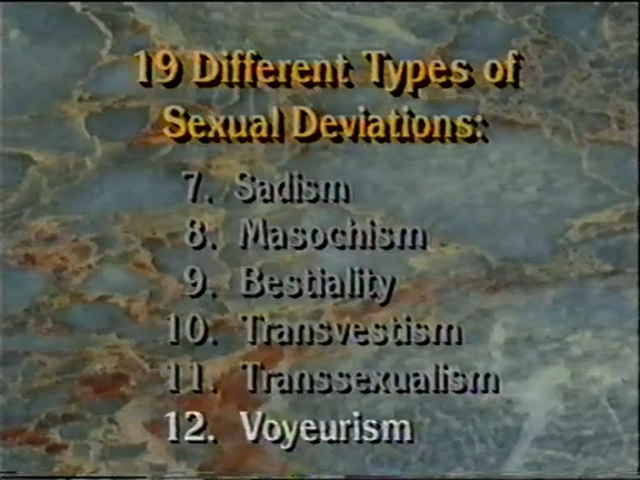 19 Different Types of
Sexual Deviations:
7. Sadism
8. Masochism
9. Bestiality
10. Transvestism
11. Transsexualism
12. Voyeurism